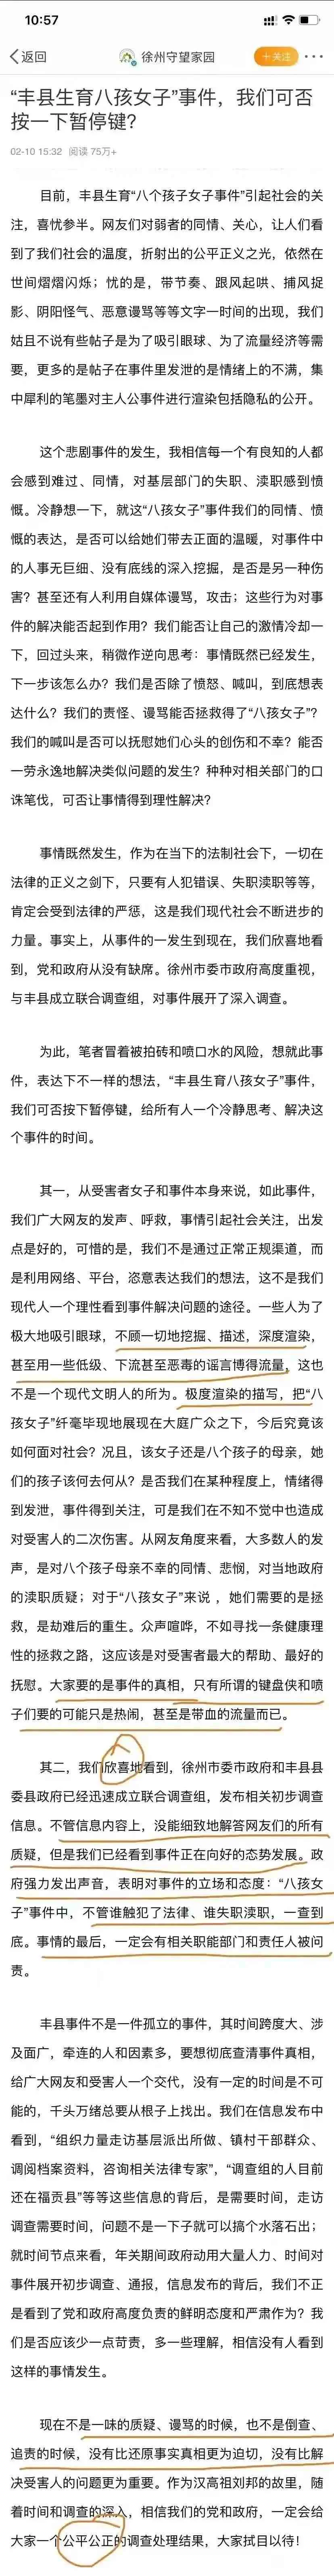 10:57
返回
徐州守望家园
+关注
“丰县生育八孩女子”事件，我们可否
按一下暂停键?
02-10 15:32 阅读 75万+
目前，丰县生育“八个孩子女子事件”引起社会的关
注，喜忧参半。网友们对弱者的同情、关心，让人们看
到了我们社会的温度，折射出的公平正义之光，依然在
世间熠熠闪烁；忧的是，带节奏、跟风起哄、捕风捉
影、阴阳怪气、恶意谩骂等等文字一时间的出现，我们
姑且不说有些帖子是为了吸引眼球、为了流量经济等需
要，更多的是帖子在事件里发泄的是情绪上的不满，集
中犀利的笔墨对主人公事件进行渲染包括隐私的公开。
这个悲剧事件的发生，我相信每一个有良知的人都
会感到难过、同情，对基层部门的失职、渎职感到愤
慨。冷静想一下，就这“八孩女子”事件我们的同情、愤
慨的表达，是否可以给她们带去正面的温暖，对事件中
的人事无巨细、没有底线的深入挖掘，是否是另一种伤
害？甚至还有人利用自媒体谩骂，攻击；这些行为对事
件的解决能否起到作用？我们能否让自己的激情冷却一
下，回过头来，稍微作逆向思考：事情既然已经发生，
下一步该怎么办？我们是否除了愤怒、喊叫，到底想表
达什么？我们的责怪、谩骂能否拯救得了“八孩女子”？
我们的喊叫是否可以抚慰她们心头的创伤和不幸？能否
一劳永逸地解决类似问题的发生？种种对相关部门的口
诛笔伐，可否让事情得到理性解决？
事情既然发生，作为在当下的法制社会下，一切在
法律的正义之剑下，只要有人犯错误、失职渎职等等，
肯定会受到法律的严惩，这是我们现代社会不断进步的
力量。事实上，从事件的一发生到现在，我们欣喜地看
到，党和政府从没有缺席。徐州市委市政府高度重视，
与丰县成立联合调查组，对事件展开了深入调查。
为此，笔者冒着被拍砖和喷口水的风险，想就此事
件，表达下不一样的想法，“丰县生育八孩女子”事件，
我们可否按下暂停键，给所有人一个冷静思考、解决这
个事件的时间。
其一，从受害者女子和事件本身来说，如此事件，
我们广大网友的发声、呼救，事情引起社会关注，出发
点是好的，可惜的是，我们不是通过正常正规渠道，而
是利用网络、平台，恣意表达我们的想法，这不是我们
现代人一个理性看到事件解决问题的途径。一些人为了
极大地吸引眼球，不顾一切地挖掘、描述，深度渲染，
甚至用一些低级、下流甚至恶毒的谣言博得流量，这也
不是一个现代文明人的所为。极度渲染的描写，把“八
孩女子”纤毫毕现地展现在大庭广众之下，今后究竟该
如何面对社会？况且，该女子还是八个孩子的母亲，她
们的孩子该何去何从？是否我们在某种程度上，情绪得
到发泄，事件得到关注，可是我们在不知不觉中也造成
对受害人的二次伤害。从网友角度来看，大多数人的发
声，是对八个孩子母亲不幸的同情、悲悯，对当地政府
的渎职质疑；对于“八孩女子”来说，她们需要的是拯
救，是劫难后的重生。众声喧哗，不如寻找一条健康理
性的拯救之路，这应该是对受害者最大的帮助、最好的
抚慰。大家要的是事件的真相，只有所谓的键盘侠和喷
子们要的可能只是热闹，甚至是带血的流量而已。
其二，我们欣喜地看到，徐州市委市政府和丰县县
委县政府已经迅速成立联合调查组，发布相关初步调查
信息。不管信息内容上，没能细致地解答网友们的所有
质疑，但是我们已经看到事件正在向好的态势发展。政
府强力发出声音，表明对事件的立场和态度：“八孩女
子”事件中，不管谁触犯了法律、谁失职渎职，一查到
底。事情的最后，一定会有相关职能部门和责任人被问
责。
丰县事件不是一件孤立的事件，其时间跨度大、涉
及面广，牵连的人和因素多，要想彻底查清事件真相，
给广大网友和受害人一个交代，没有一定的时间是不可
能的，千头万绪总要从根子上找出。我们在信息发布中
看到，“组织力量走访基层派出所做、镇村干部群众、
调阅档案资料，咨询相关法律专家”，“调查组的人目前
还在福贡县”等等这些信息的背后，是需要时间，走访
调查需要时间，问题不是一下子就可以搞个水落石出；
就时间节点来看，年关期间政府动用大量人力、时间对
事件展开初步调查、通报，信息发布的背后，我们不正
是看到了党和政府高度负责的鲜明态度和严肃作为？我
们是否应该少一点苛责，多一些理解，相信没有人看到
这样的事情发生。
现在不是一味的质疑、谩骂的时候，也不是倒查、
追责的时候，没有比还原事实真相更为迫切，没有比解
决受害人的问题更为重要。作为汉高祖刘邦的故里，随
着时间和调查的深入，相信我们的党和政府，一定会给
大家一个公平公正的调查处理结果，大家拭目以待！